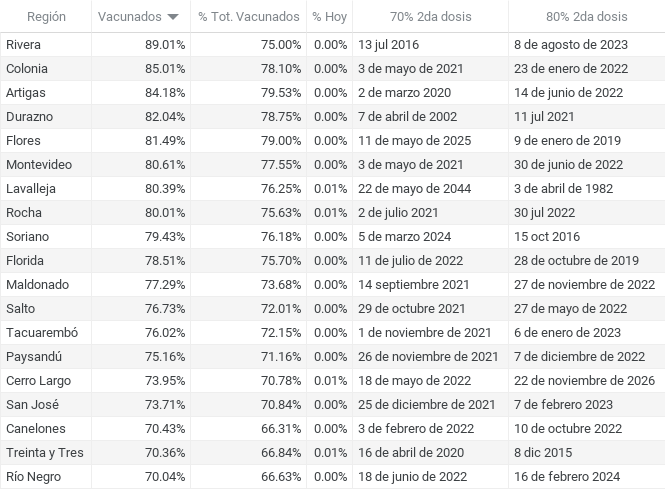 Región Vacunados % Tot. Vacunados % Hoy 70% 2da dosis 80% 2da dosis
Rivera 89.01% 75.00% 0.00% 13 jul 2016 8 de agosto de 2023
Colonia 85.01% 78.10% 0.00% 3 de mayo de 2021 23 de enero de 2022
Artigas 84.18% 79.53% 0.00% 2 de marzo de 2020 14 de junio de 2022
Durazno 82.04% 78.75% 0.00% 7 de abril de 2002 11 jul 2021
Flores 81.49% 79.00% 0.00% 11 de mayo de 2025 9 de enero de 2019
Montevideo 80.61% 77.55% 0.00% 3 de mayo de 2021 30 de junio de 2022
Lavalleja 80.39% 76.25% 0.01% 22 de mayo de 2044 3 de abril de 1982
Rocha 80.01% 75.63% 0.01% 2 de julio 2021 30 jul 2022
Soriano 79.43% 76.18% 0.00% 5 de marzo 2024 15 oct 2016
Florida 78.51% 75.70% 0.00% 11 de julio de 2022 28 de octubre de 2019
Maldonado 77.29% 73.68% 0.00% 14 septiembre 2021 27 de noviembre de 2022
Salto 76.73% 72.01% 0.00% 29 de octubre 2021 27 de mayo de 2022
Tacuarembó 76.02% 72.15% 0.00% 1 de noviembre de 2021 6 de enero de 2023
Paysandú 75.16% 71.16% 0.00% 26 de noviembre de 2021 7 de diciembre de 2022
Cerro Largo 73.95% 70.78% 0.01% 18 de mayo de 2022 22 de noviembre de 2026
San José 73.71% 70.84% 0.00% 25 de diciembre de 2021 7 de febrero 2023
Canelones 70.43% 66.31% 0.00% 3 de febrero de 2022 10 de octubre 2022
Treinta y Tres 70.36% 66.84% 0.01% 16 de abril de 2020 8 dic 2015
Río Negro 70.04% 66.63% 0.00% 18 de junio de 2022 16 de febrero 2024